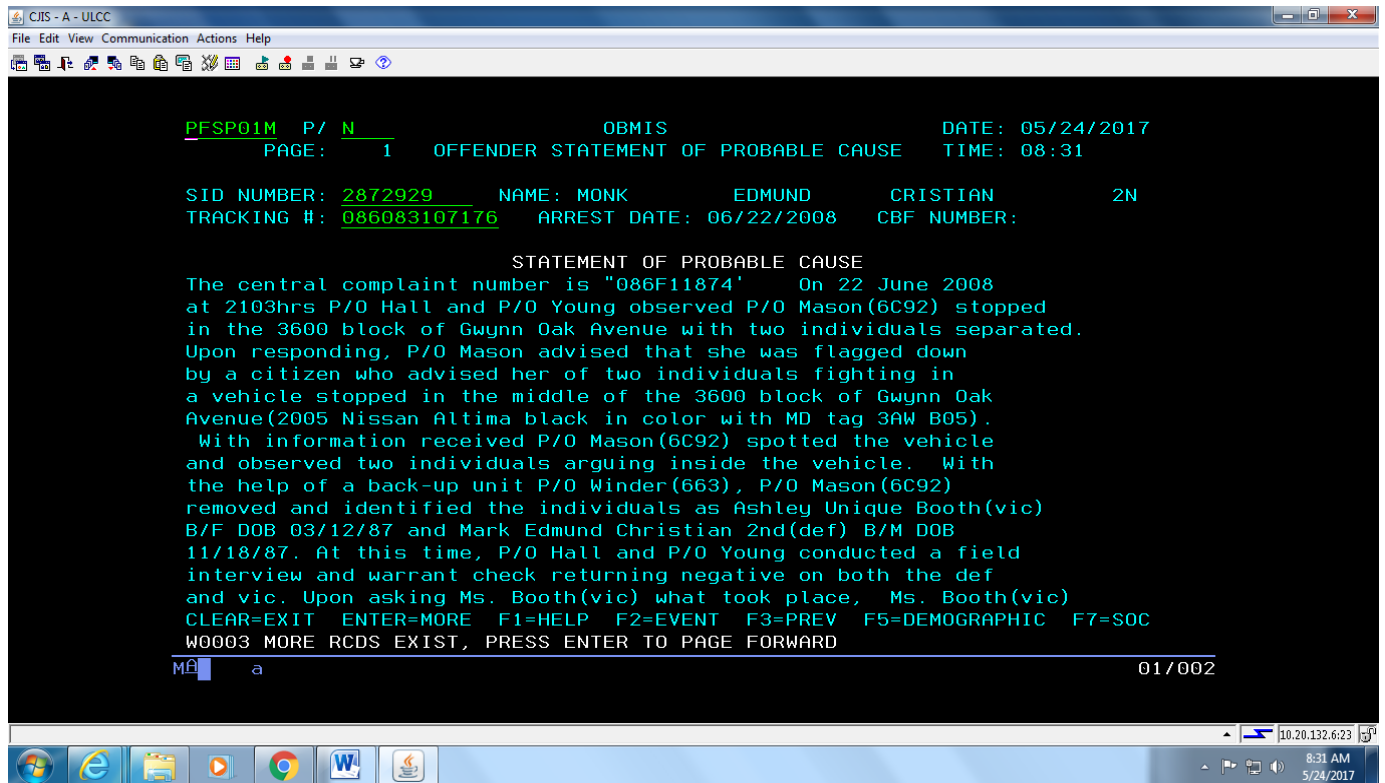 CJIS - A - ULCC
File Edit View Communication Actions Help
PFSP01M P/ N OBMIS DATE: 05/24/2017
PAGE: 1 OFFENDER STATEMENT OF PROBABLE CAUSE TIME: 08:31
SID NUMBER: 2872929 NAME: MONK EDMUND CRISTIAN 2N
TRACKING #: 086083107176 ARREST DATE: 06/22/2008 CBF NUMBER:
STATEMENT OF PROBABLE CAUSE
The central complaint number is "086F11874' On 22 June 2008
at 2103hrs P/O Hall and P/O Young observed P/O Mason(6C92) stopped
in the 3600 block of Gwynn Oak Avenue with two individuals separated.
Upon responding, P/O Mason advised that she was flagged down
by a citizen who advised her of two individuals fighting in
a vehicle stopped in the middle of the 3600 block of Gwynn Oak
Avenue(2005 Nissan Altima black in color with MD tag 3AW B05).
With information received P/O Mason(6C92) spotted the vehicle
and observed two individuals arguing inside the vehicle. With
the help of a back-up unit P/O Winder(663), P/O Mason(6C92)
removed and identified the individuals as Ashley Unique Booth(vic)
B/F DOB 03/12/87 and Mark Edmund Christian 2nd(def) B/M DOB
11/18/87. At this time, P/O Hall and P/O Young conducted a field
interview and warrant check returning negative on both the def
and vic. Upon asking Ms. Booth(vic) what took place, Ms. Booth(vic)
CLEAR=EXIT ENTER=MORE F1=HELP F2=EVENT F3=PREV F5=DEMOGRAPHIC F7=SOC
W0003 MORE RCDS EXIST, PRESS ENTER TO PAGE FORWARD
MA a 01/002
10.20.132.6:23
8:31 AM
5/24/2017